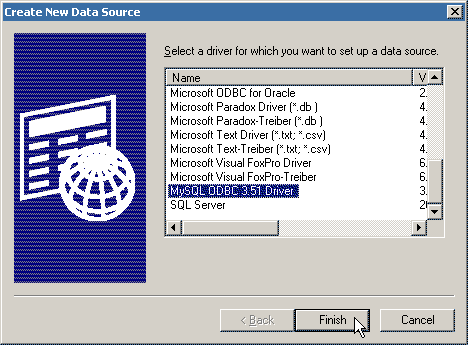 Create New Data Source
Select a driver for which you want to set up a data source.
Name V
Microsoft ODBC for Oracle 2.
Microsoft Paradox Driver (*.db ) 4.
Microsoft Paradox-Treiber (*.db ) 4.
Microsoft Text Driver (*.txt; *.csv) 4.
Microsoft Text-Treiber (*.txt; *.csv) 4.
Microsoft Visual FoxPro Driver 6.
Microsoft Visual FoxPro-Treiber 6.
MySQL ODBC 3.51 Driver 3.
SQL Server 2
< Back Finish Cancel